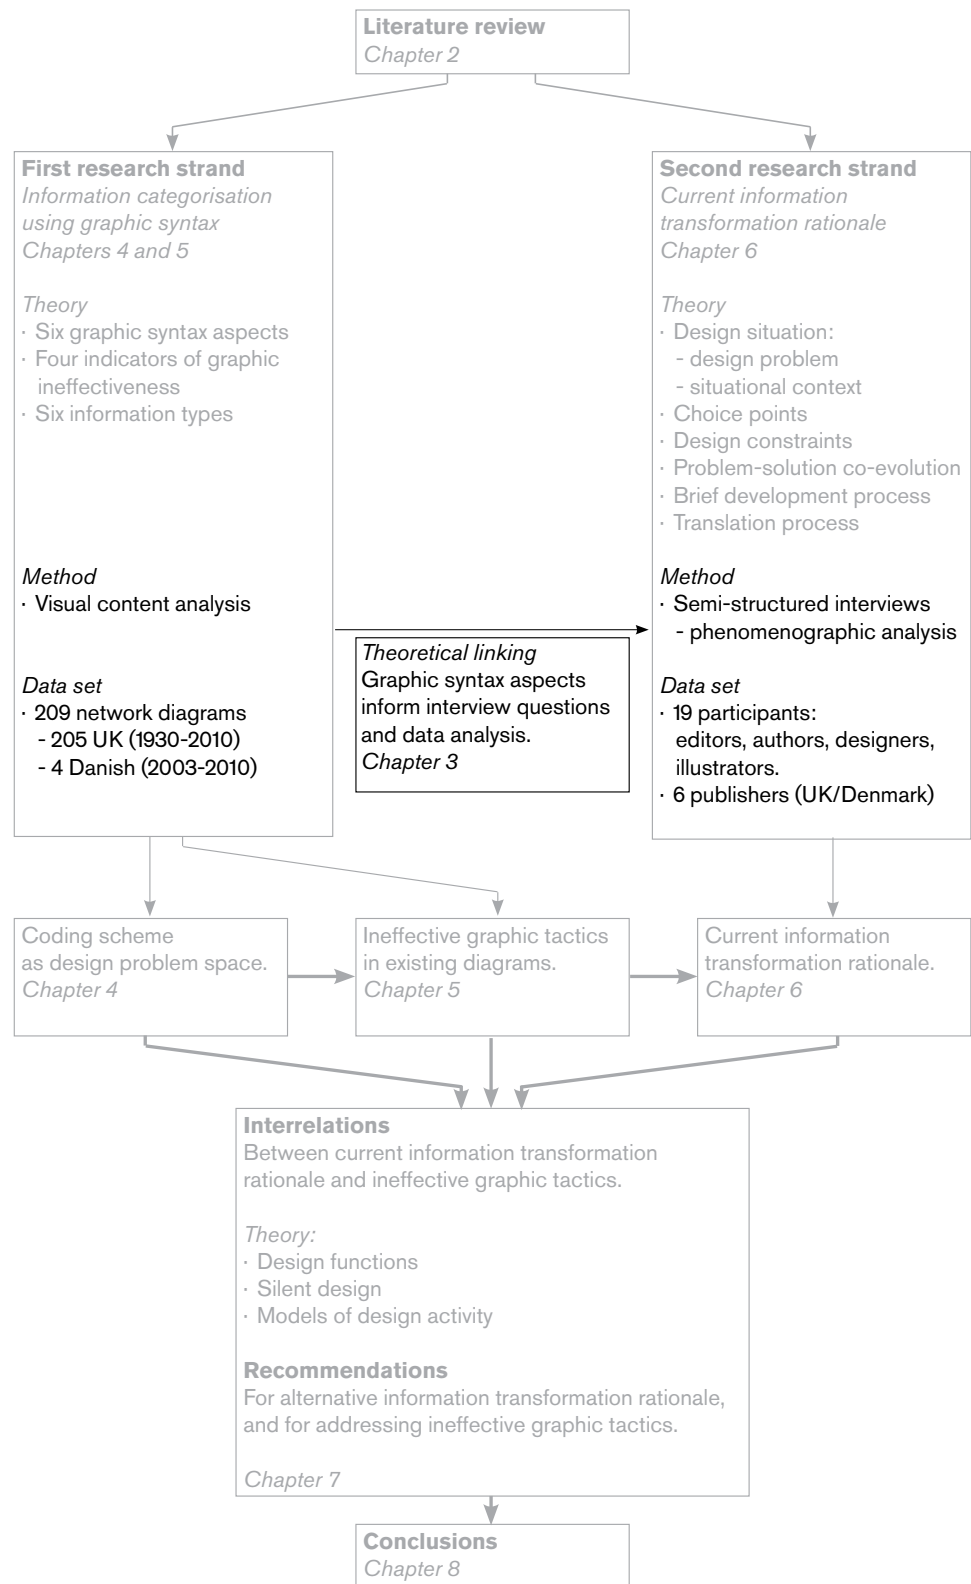 Literature review
Chapter 2
First research strand
Information categorisation
using graphic syntax
Chapters 4 and 5
Theory
· Six graphic syntax aspects
· Four indicators of graphic
ineffectiveness
· Six information types
Method
· Visual content analysis
Data set
· 209 network diagrams
- 205 UK (1930-2010)
- 4 Danish (2003-2010)
Theoretical linking
Graphic syntax aspects
inform interview questions
and data analysis.
Chapter 3
Second research strand
Current information
transformation rationale
Chapter 6
Theory
· Design situation:
- design problem
- situational context
· Choice points
· Design constraints
· Problem-solution co-evolution
· Brief development process
· Translation process
Method
· Semi-structured interviews
- phenomenographic analysis
Data set
· 19 participants:
editors, authors, designers,
illustrators.
· 6 publishers (UK/Denmark)
Coding scheme
as design problem space.
Chapter 4
Ineffective graphic tactics
in existing diagrams.
Chapter 5
Current information
transformation rationale.
Chapter 6
Interrelations
Between current information transformation
rationale and ineffective graphic tactics.
Theory:
· Design functions
· Silent design
· Models of design activity
Recommendations
For alternative information transformation rationale,
and for addressing ineffective graphic tactics.
Chapter 7
Conclusions
Chapter 8